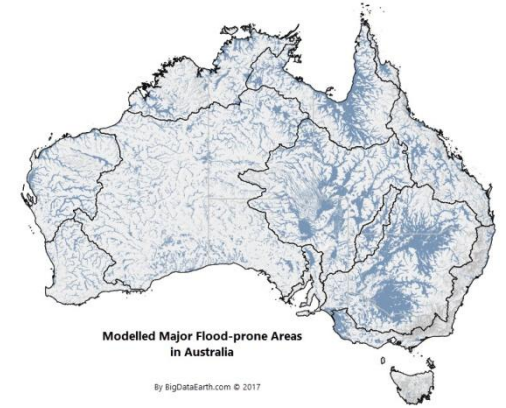 Modelled Major Flood-prone Areas
in Australia
By BigDataEarth.com © 2017